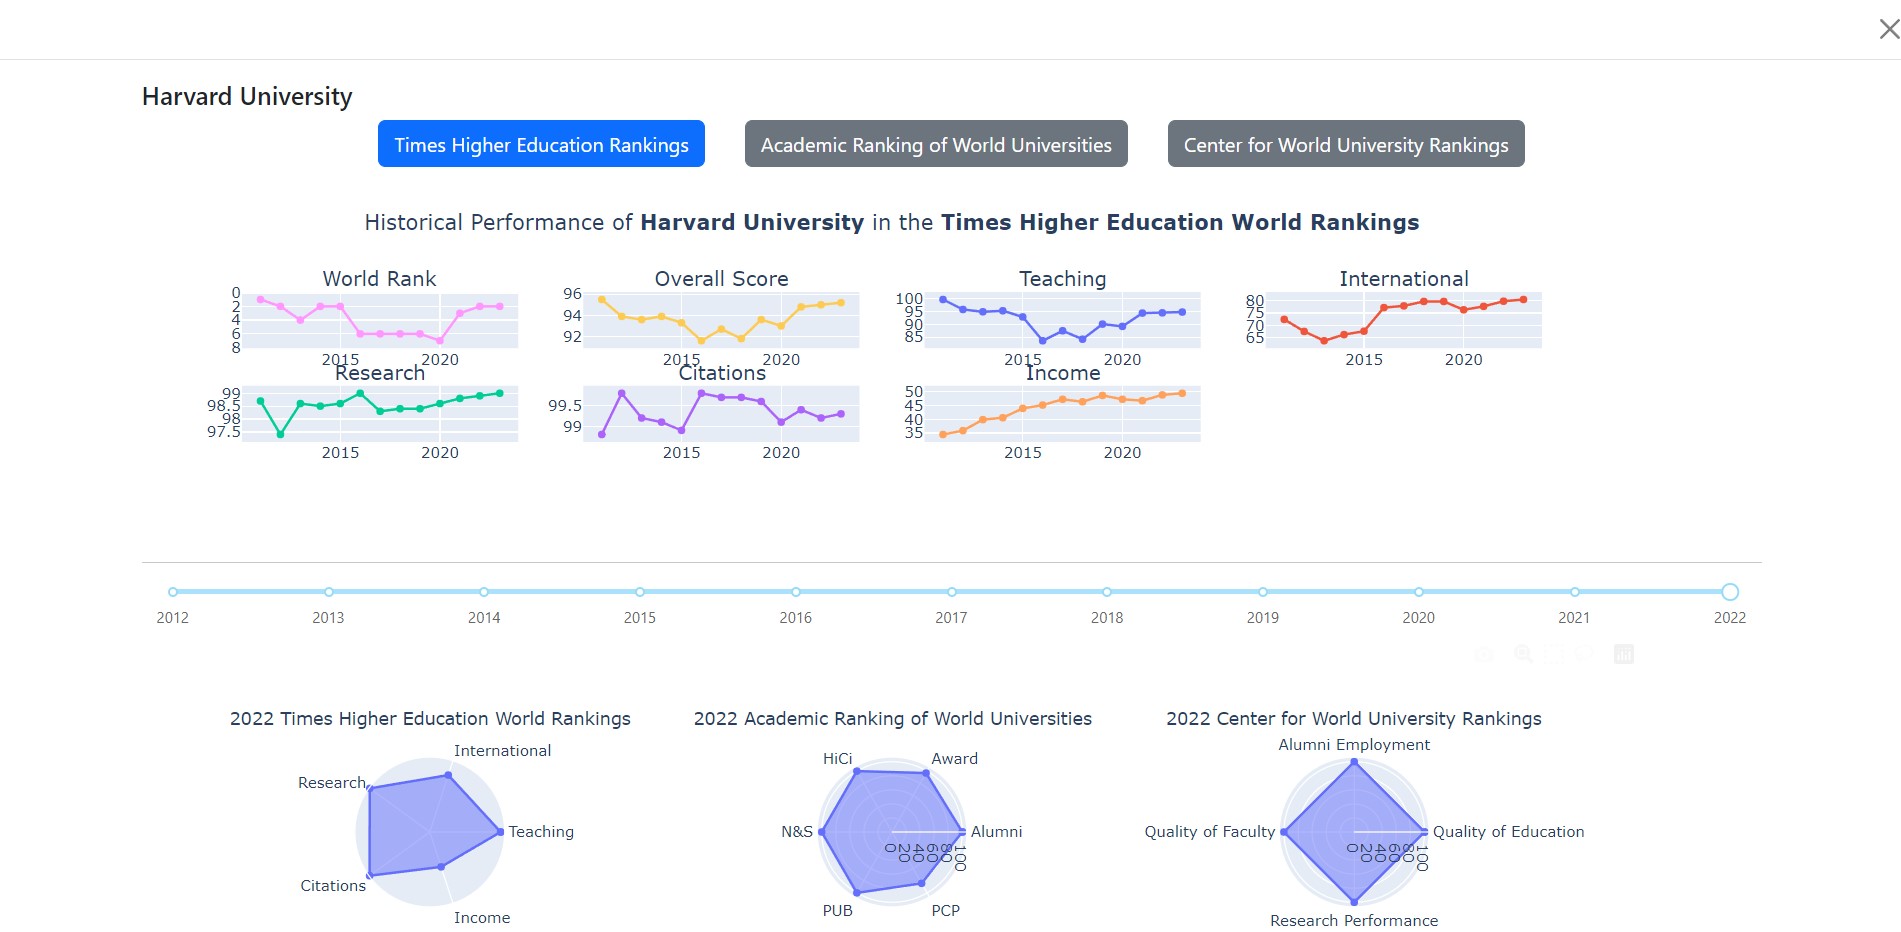 Harvard University
Times Higher Education Rankings
Academic Ranking of World Universities
Center for World University Rankings
Historical Performance of Harvard University in the Times Higher Education World Rankings
World Rank
0
2
4
6
8
2015 2020
Overall Score
96
94
92
2015 2020
Teaching
100
95
90
85
2015 2020
International
80
75
70
65
2015 2020
Research
99
98.5
98
97.5
2015 2020
Citations
99.5
99
2015 2020
Income
50
45
40
35
2015 2020
2012 2013 2014 2015 2016 2017 2018 2019 2020 2021 2022
2022 Times Higher Education World Rankings
International
Research
Teaching
Citations
Income
2022 Academic Ranking of World Universities
HiCi
Award
N&S
Alumni
0 20 40 60 80 100
PUB
PCP
2022 Center for World University Rankings
Alumni Employment
Quality of Faculty
Quality of Education
0 20 40 60 80 100
Research Performance